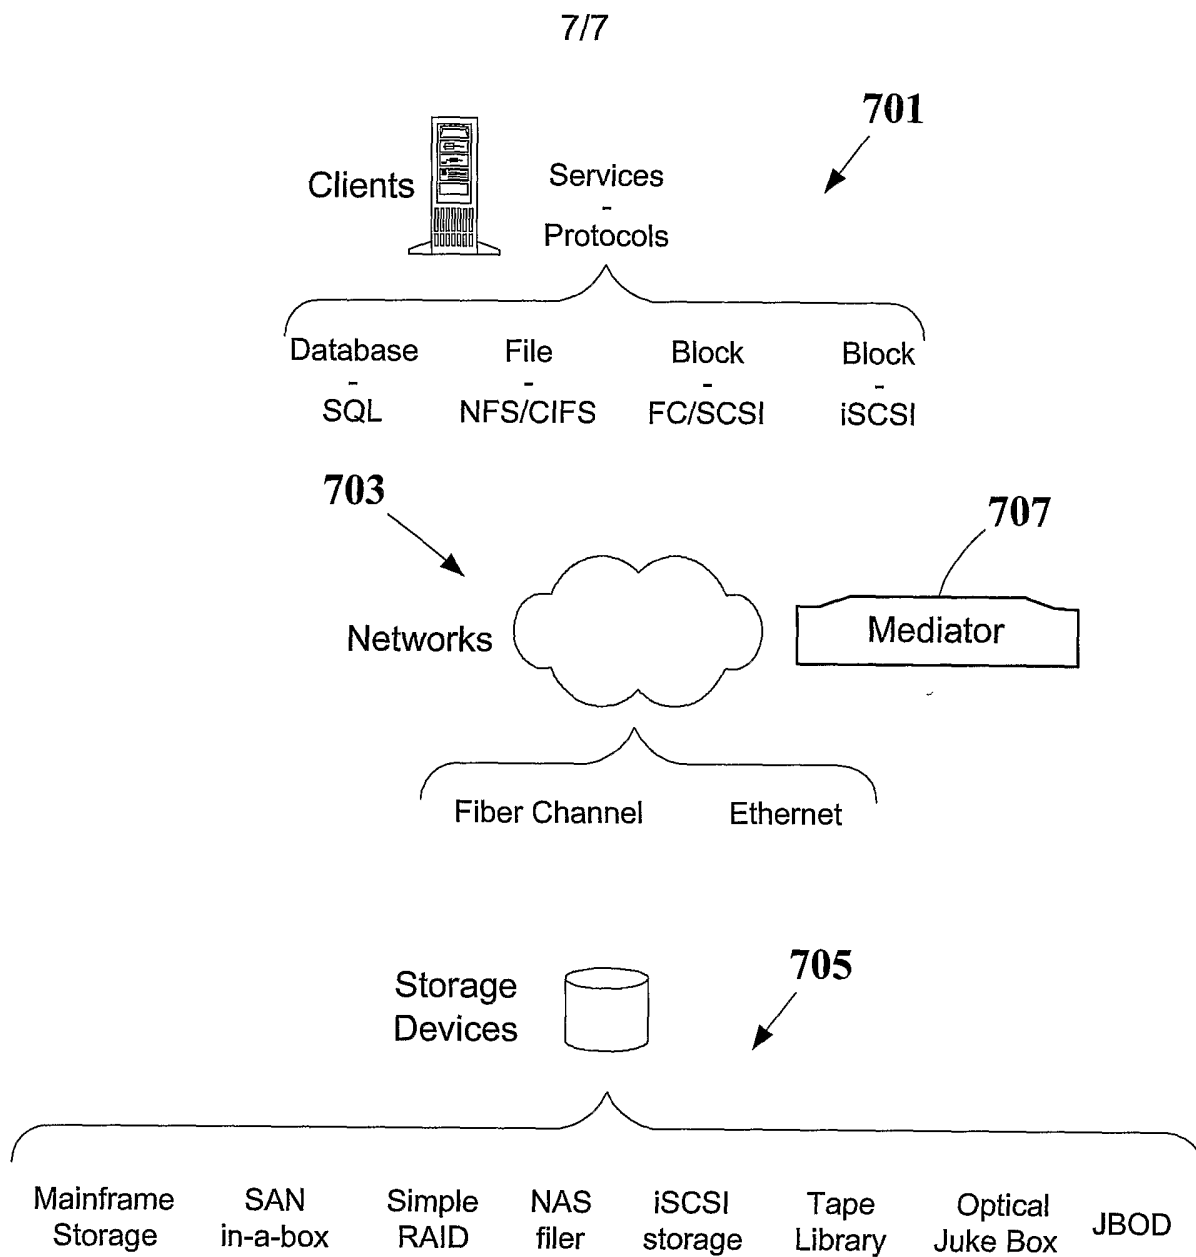 7/7
701
Clients
Services
-
Protocols
Database
-
SQL
File
-
NFS/CIFS
Block
-
FC/SCSI
Block
-
iSCSI
703
707
Networks
Mediator
Fiber Channel
Ethernet
705
Storage
Devices
Mainframe
Storage
SAN
in-a-box
Simple
RAID
NAS
filer
iSCSI
storage
Tape
Library
Optical
Juke Box
JBOD